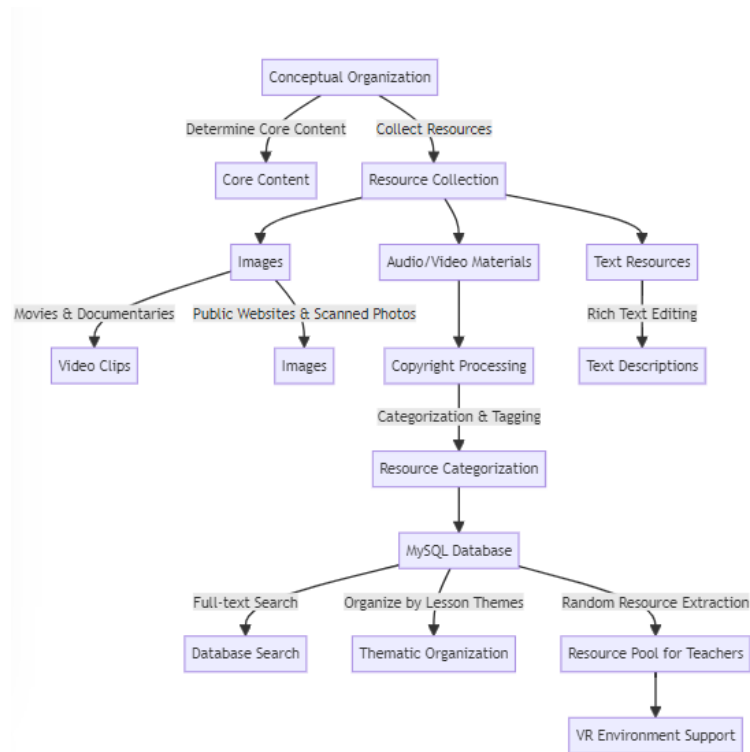 Conceptual Organization
Determine Core Content
Collect Resources
Core Content
Resource Collection
Images
Audio/Video Materials
Text Resources
Movies & Documentaries
Public Websites & Scanned Photos
Rich Text Editing
Video Clips
Images
Copyright Processing
Text Descriptions
Categorization & Tagging
Resource Categorization
MySQL Database
Full-text Search
Organize by Lesson Themes
Random Resource Extraction
Database Search
Thematic Organization
Resource Pool for Teachers
VR Environment Support